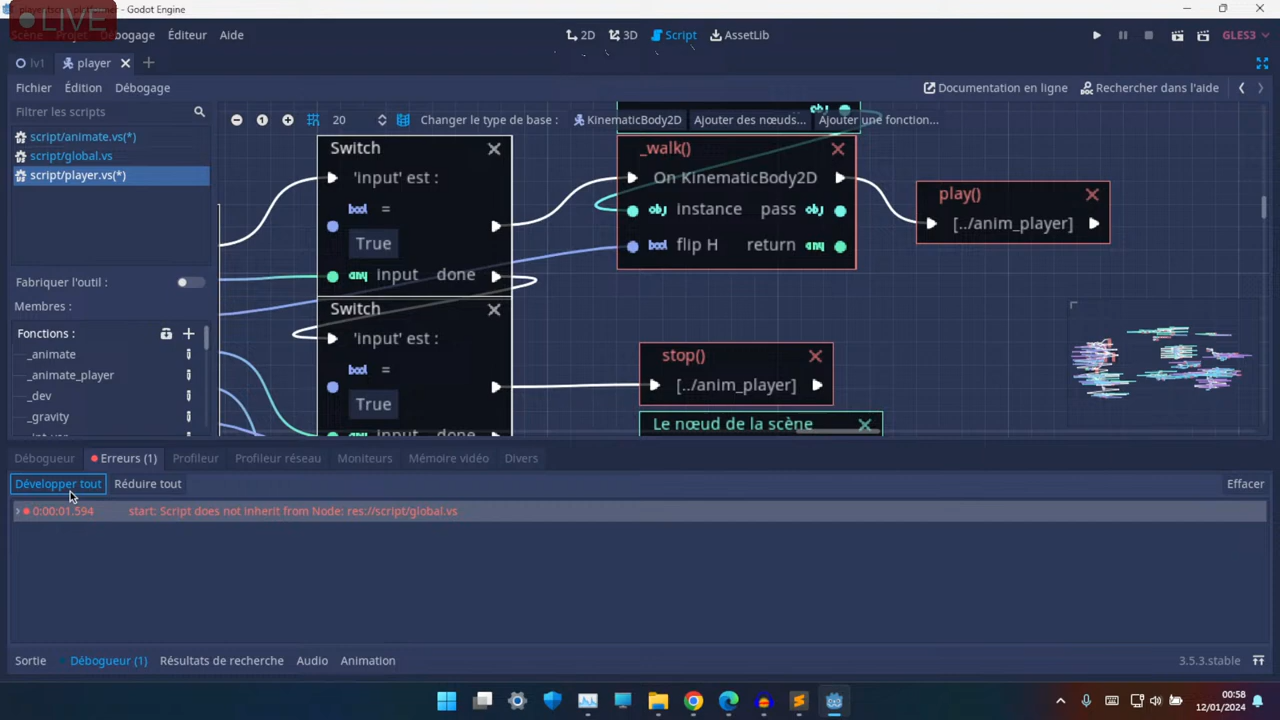 Godot Engine
LIVE
Scène Projet Débogage Éditeur Aide
2D 3D Script AssetLib
GLES3
lv1 player
Fichier Édition Débogage
Documentation en ligne Rechercher dans l'aide
Filtrer les scripts
20 Changer le type de base : KinematicBody2D Ajouter des nœuds... Ajouter une fonction...
script/animate.vs(*)
script/global.vs
script/player.vs(*)
Fabriquer l'outil :
Membres :
Fonctions :
_animate
_animate_player
_dev
_gravity
Switch
'input' est :
bool =
True
any input done
Switch
'input' est :
bool =
True
any input done
obj
_walk()
On KinematicBody2D
obj instance pass obj
bool flip H return any
play()
[../anim_player]
stop()
[../anim_player]
Le nœud de la scène
Débogueur Erreurs (1) Profileur Profileur réseau Moniteurs Mémoire vidéo Divers
Développer tout Réduire tout Effacer
0:00:01.594 start: Script does not inherit from Node: res://script/global.vs
Sortie Débogueur (1) Résultats de recherche Audio Animation 3.5.3.stable
00:58
12/01/2024